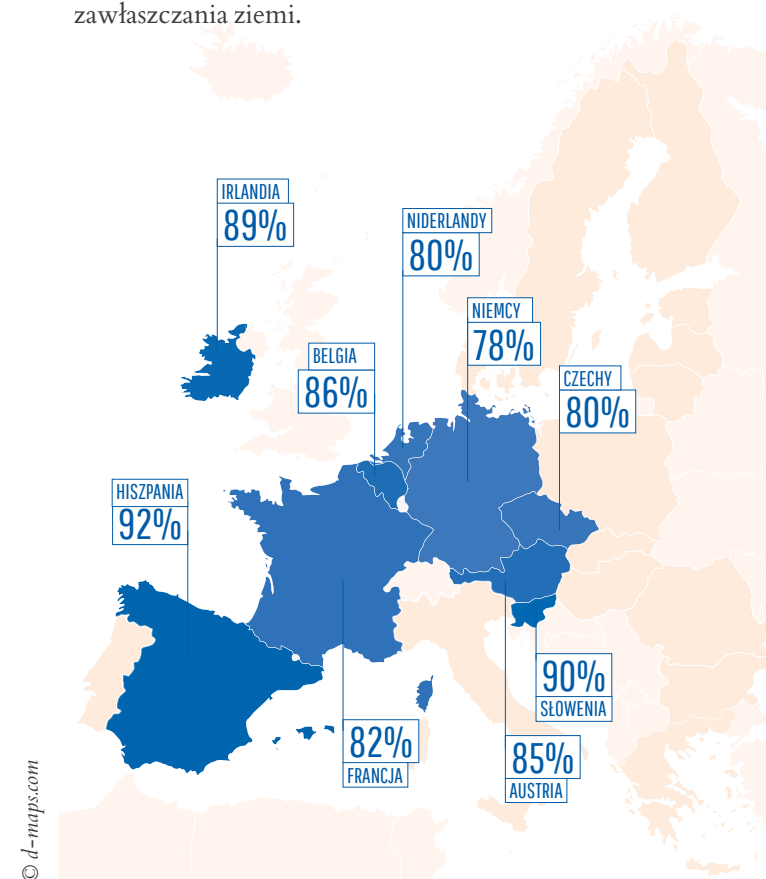 zawłaszczania ziemi.
IRLANDIA
89%
NIDERLANDY
80%
NIEMCY
78%
BELGIA
86%
CZECHY
80%
HISZPANIA
92%
90%
SŁOWENIA
82%
FRANCJA
85%
AUSTRIA
© d-maps.com